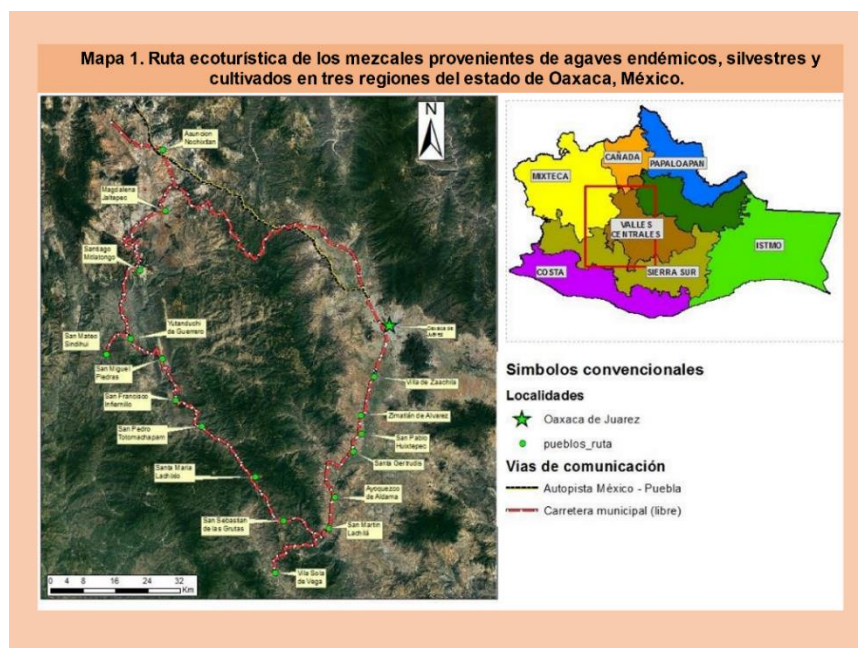 Mapa 1. Ruta ecoturística de los mezcales provenientes de agaves endémicos, silvestres y
cultivados en tres regiones del estado de Oaxaca, México.
N
Asuncion
Nochixtlan
Magdalena
Jaltepec
Santiago
Mitlatongo
Yutanduchi
de Guerrero
San Mateo
Sindihui
San Miguel
Piedras
San Francisco
Infiernillo
San Pedro
Totomachapam
Santa Maria
Lachixio
San Sebastian
de las Grutas
Vila Sola
de Vega
San Martin
Lachilá
Ayoquezco
de Aldama
Santa Gertrudis
San Pablo
Huixtepec
Zimatlán de Alvarez
Villa de Zaachila
Oaxaca de
Juarez
0 4 8 16 24 32
Km
CAÑADA
PAPALOAPAN
MIXTECA
VALLES
CENTRALES
ISTMO
COSTA
SIERRA SUR
Simbolos convencionales
Localidades
Oaxaca de Juarez
pueblos_ruta
Vias de comunicación
Autopista México - Puebla
Carretera municipal (libre)